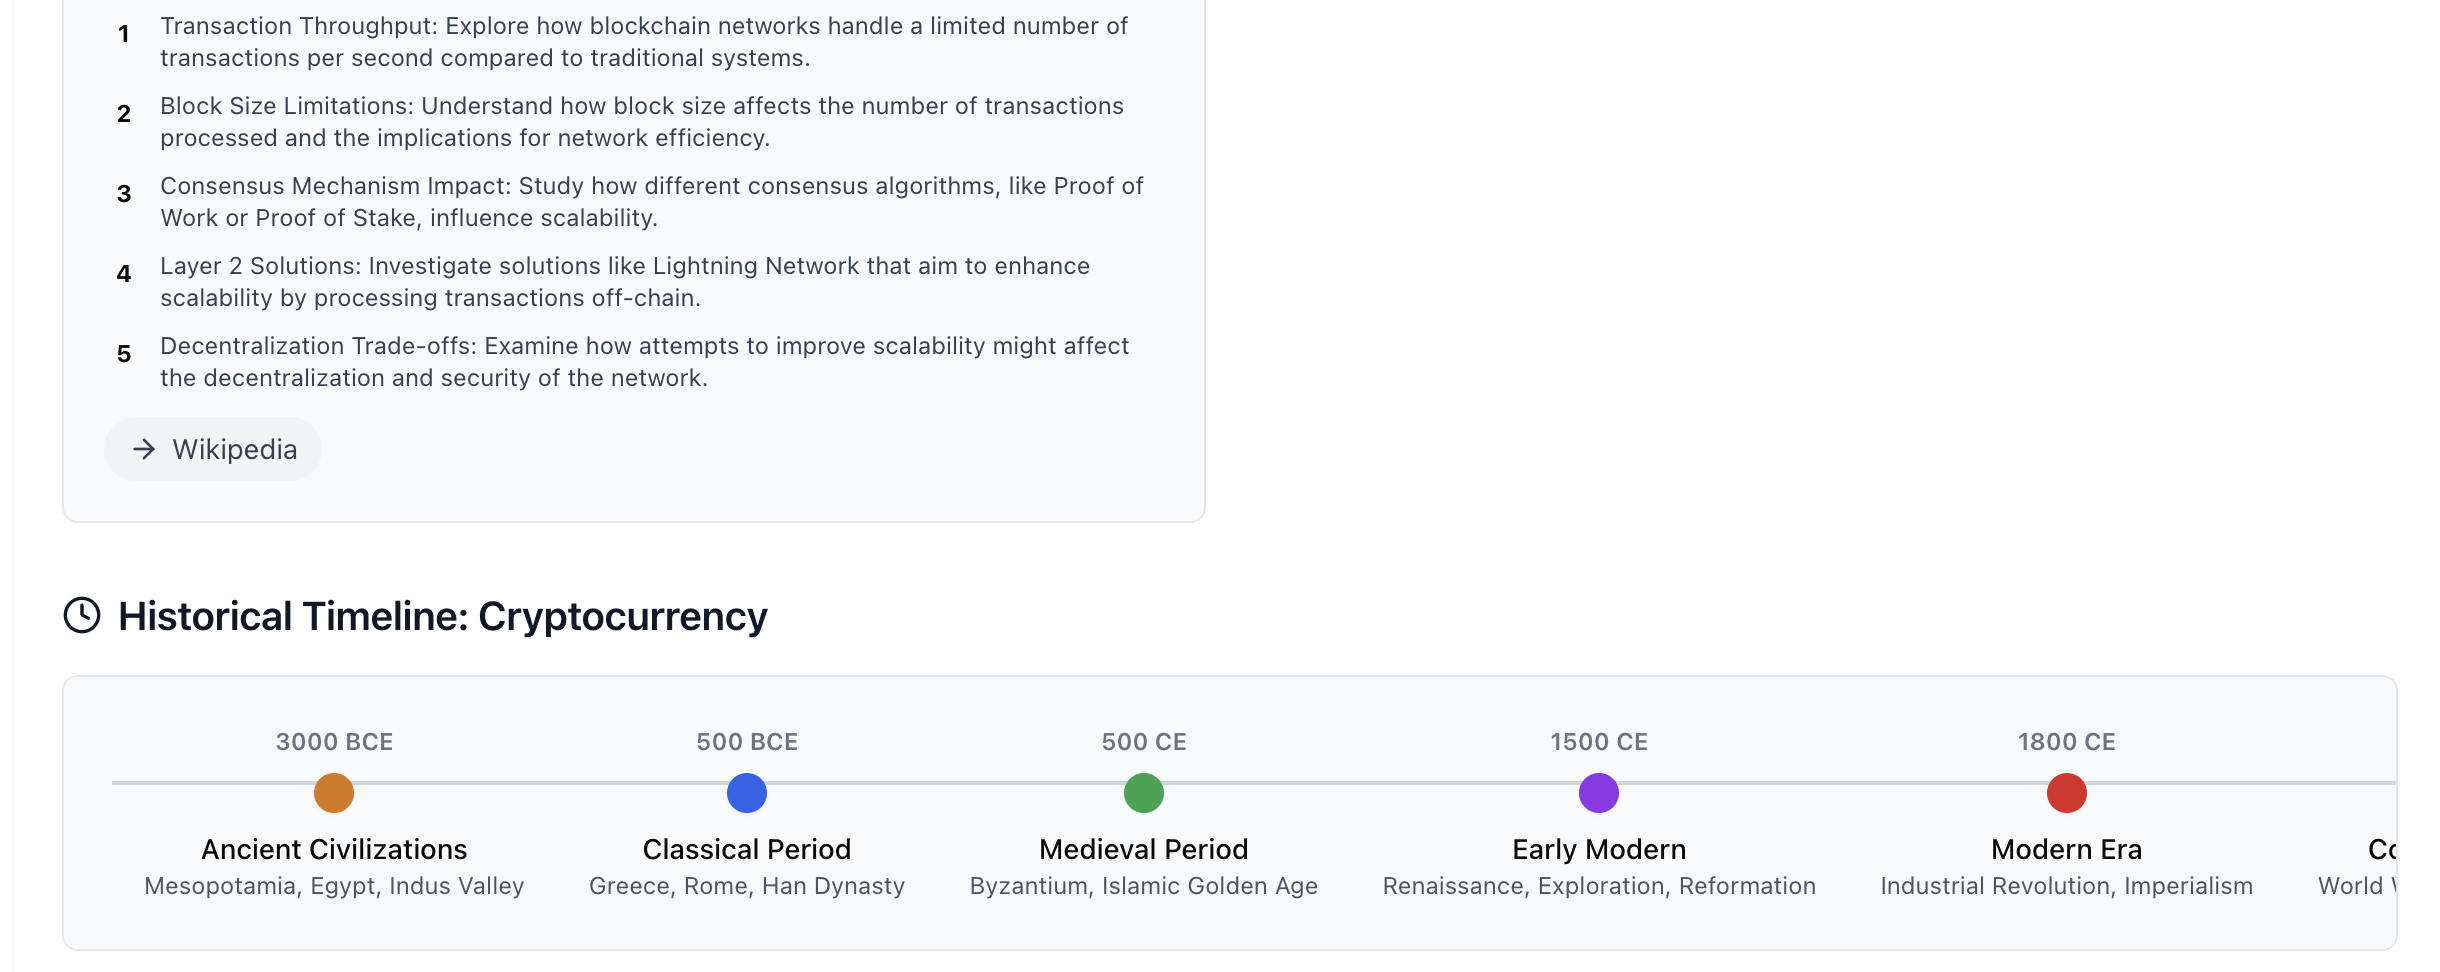 1 Transaction Throughput: Explore how blockchain networks handle a limited number of
transactions per second compared to traditional systems.
2 Block Size Limitations: Understand how block size affects the number of transactions
processed and the implications for network efficiency.
3 Consensus Mechanism Impact: Study how different consensus algorithms, like Proof of
Work or Proof of Stake, influence scalability.
4 Layer 2 Solutions: Investigate solutions like Lightning Network that aim to enhance
scalability by processing transactions off-chain.
5 Decentralization Trade-offs: Examine how attempts to improve scalability might affect
the decentralization and security of the network.
→ Wikipedia
Historical Timeline: Cryptocurrency
3000 BCE 500 BCE 500 CE 1500 CE 1800 CE
Ancient Civilizations Classical Period Medieval Period Early Modern Modern Era
Mesopotamia, Egypt, Indus Valley Greece, Rome, Han Dynasty Byzantium, Islamic Golden Age Renaissance, Exploration, Reformation Industrial Revolution, Imperialism World